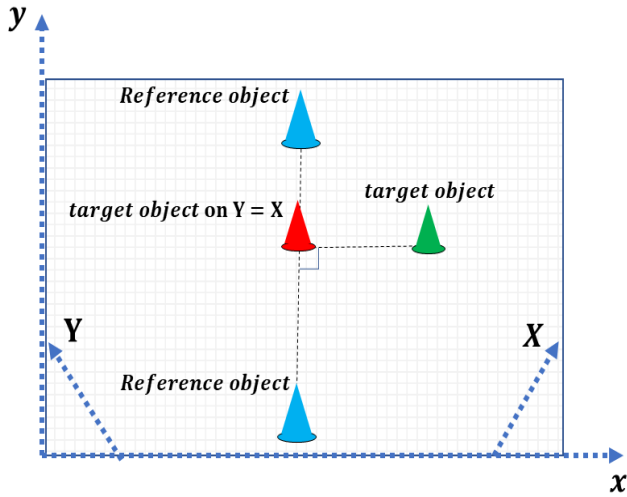 y
Reference object
target object
target object on Y = X
Y
X
Reference object
x